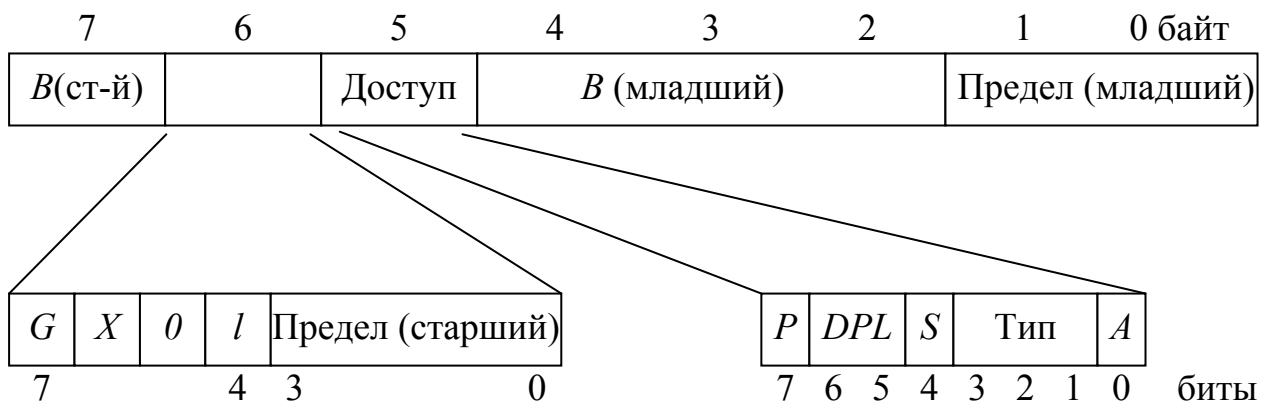 7 6 5 4 3 2 1 0 байт
B(ст-й) Доступ B (младший) Предел (младший)
G X 0 l Предел (старший) P DPL S Тип A
7 4 3 0 7 6 5 4 3 2 1 0 биты